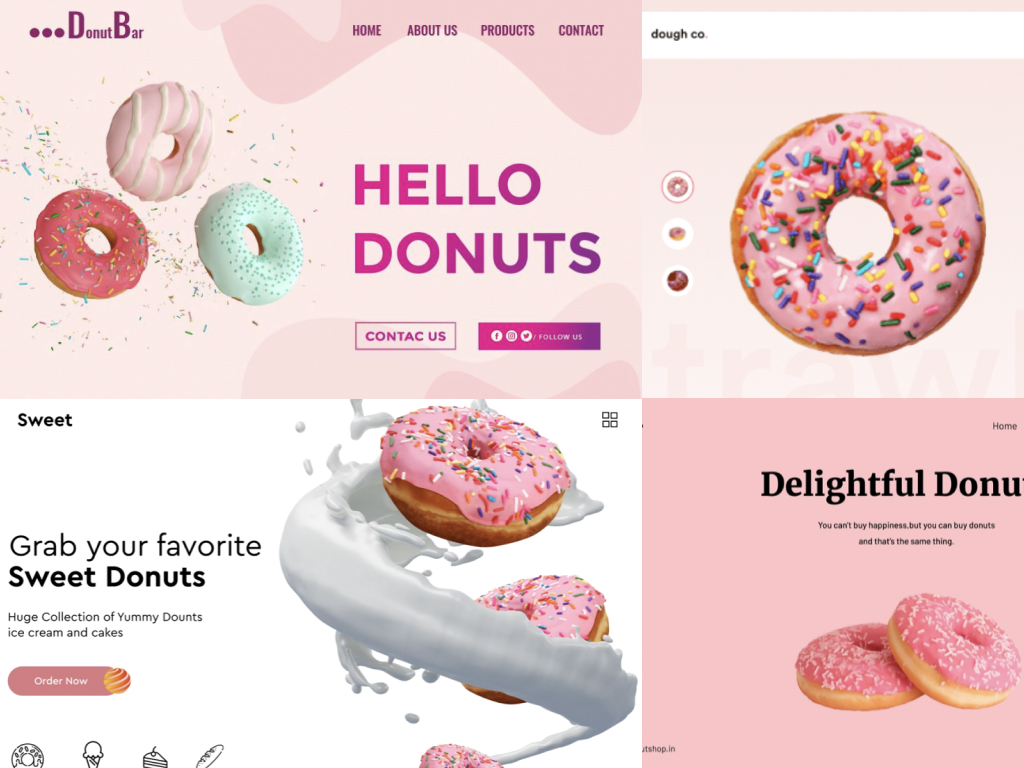 DonutBar
HOME ABOUT US PRODUCTS CONTACT
HELLO
DONUTS
CONTAC US
/ FOLLOW US
dough co.
trawl
Sweet
Grab your favorite
Sweet Donuts
Huge Collection of Yummy Dounts
ice cream and cakes
Order Now
Home
Delightful Donu
You can't buy happiness,but you can buy donuts
and that's the same thing.
utshop.in